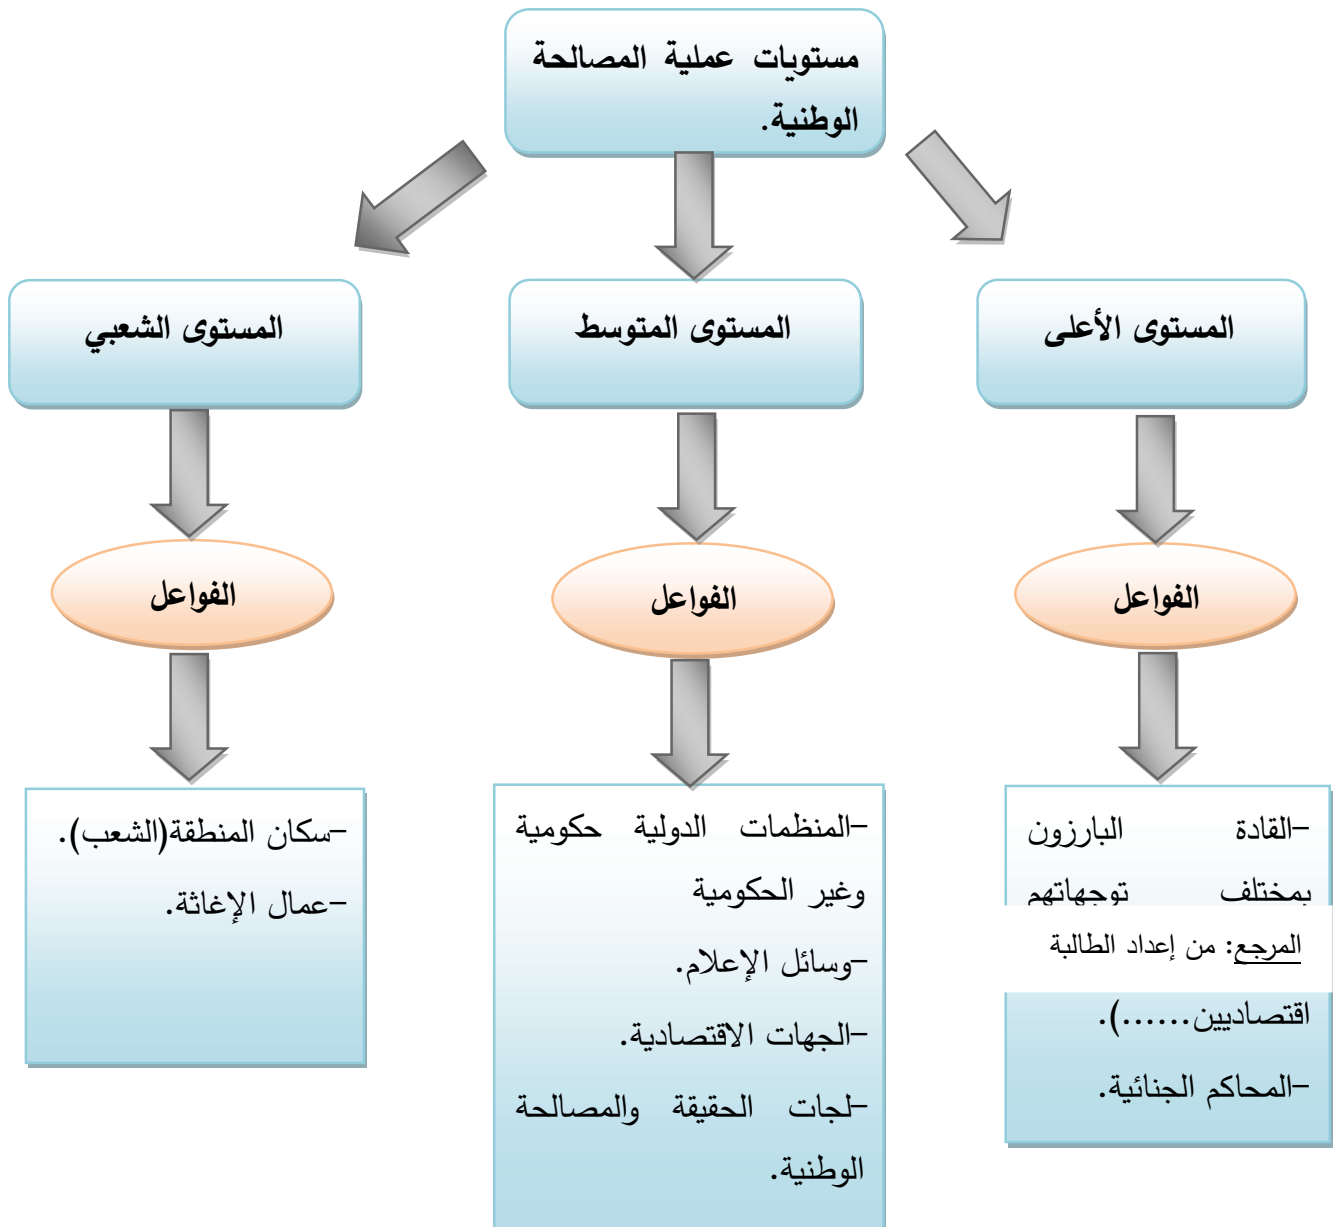 مستويات عملية المصالحة
الوطنية.
المستوى الأعلى
المستوى المتوسط
المستوى الشعبي
الفواعل
الفواعل
الفواعل
-القادة البارزون
بمختلف توجهاتهم
المرجع: من إعداد الطالبة
اقتصاديين......).
-المحاكم الجنائية.
-المنظمات الدولية حكومية
وغير الحكومية
-وسائل الإعلام.
-الجهات الاقتصادية.
-لجات الحقيقة والمصالحة
الوطنية.
-سكان المنطقة(الشعب).
-عمال الإغاثة.